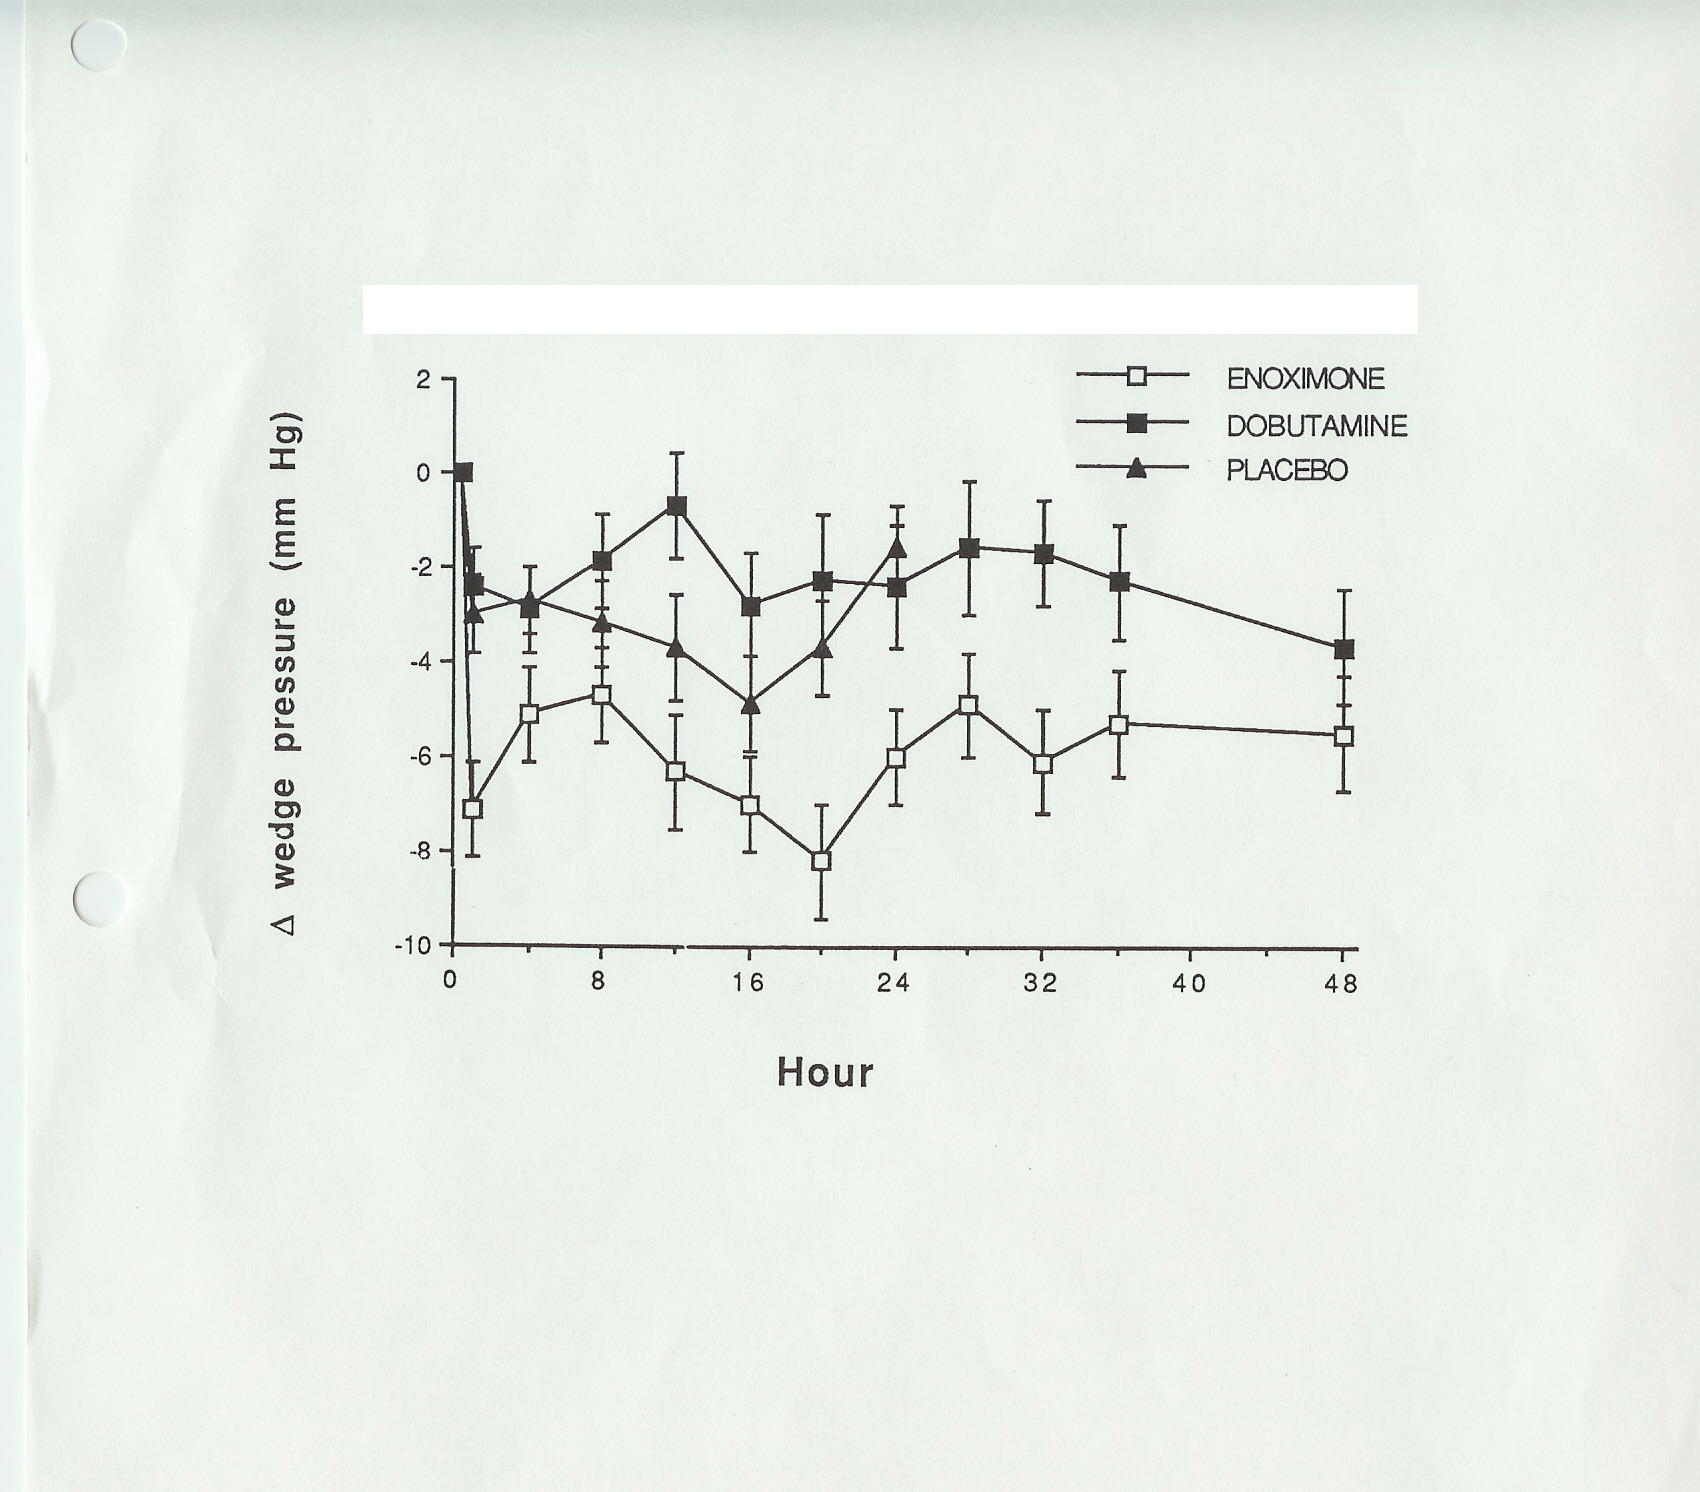 ENOXIMONE
DOBUTAMINE
PLACEBO
Δ wedge pressure (mm Hg)
2
0
-2
-4
-6
-8
-10
0 8 16 24 32 40 48
Hour